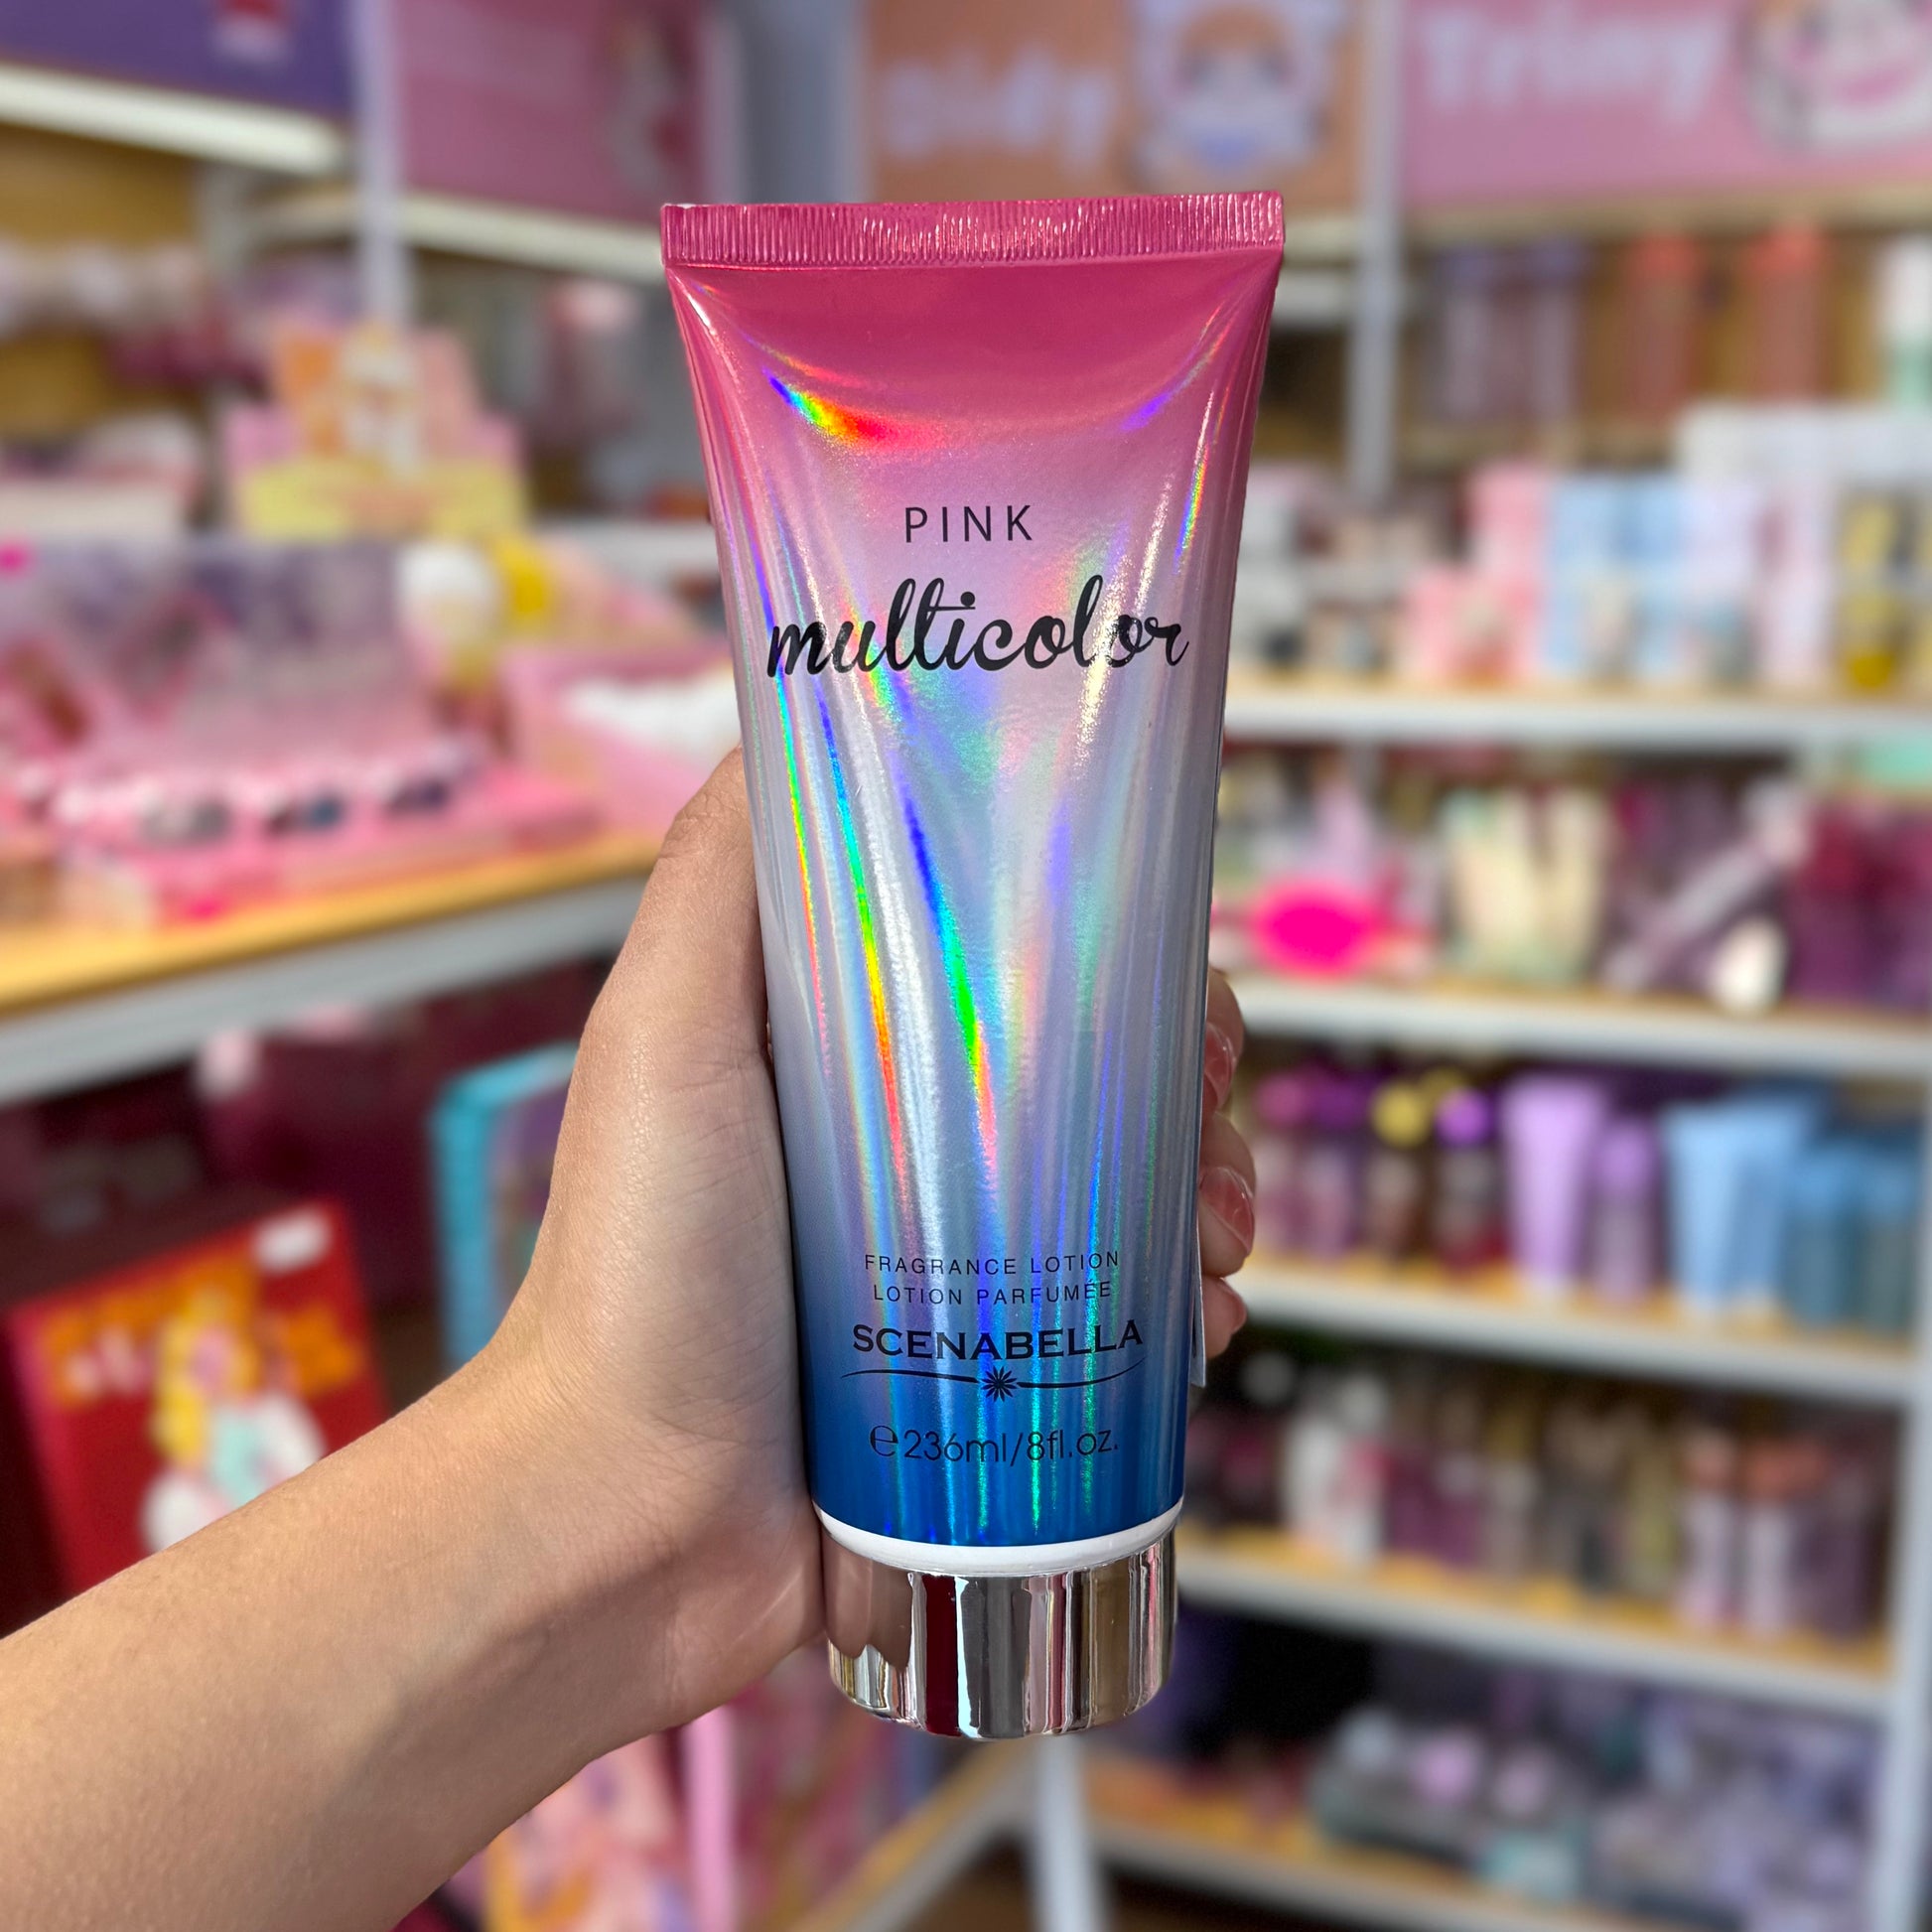 PINK
multicolor
FRAGRANCE LOTION
LOTION PARFUMÉE
SCENABELLA
℮236ml/8fl.oz.